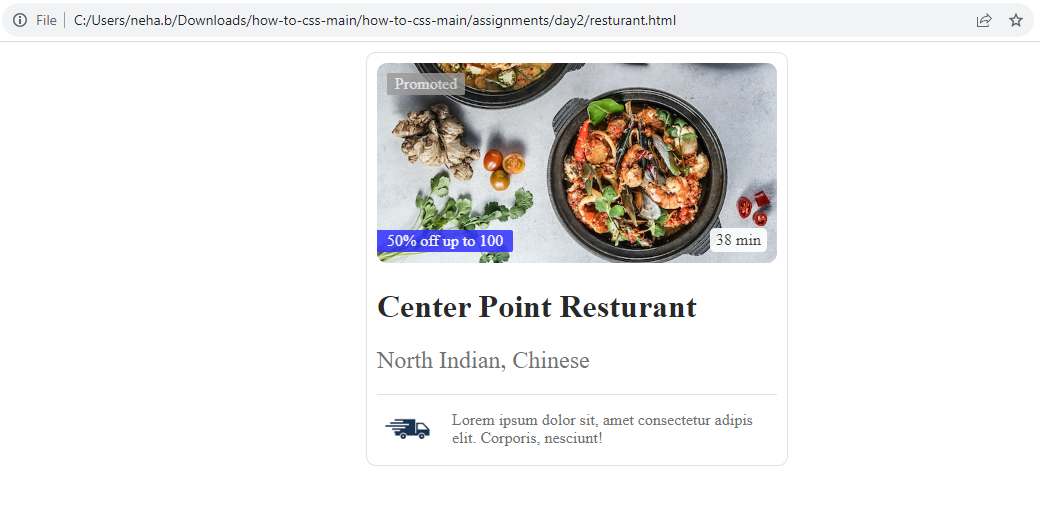 File
C:/Users/neha.b/Downloads/how-to-css-main/how-to-css-main/assignments/day2/resturant.html
Promoted
50% off up to 100
38 min
Center Point Resturant
North Indian, Chinese
Lorem ipsum dolor sit, amet consectetur adipis
elit. Corporis, nesciunt!